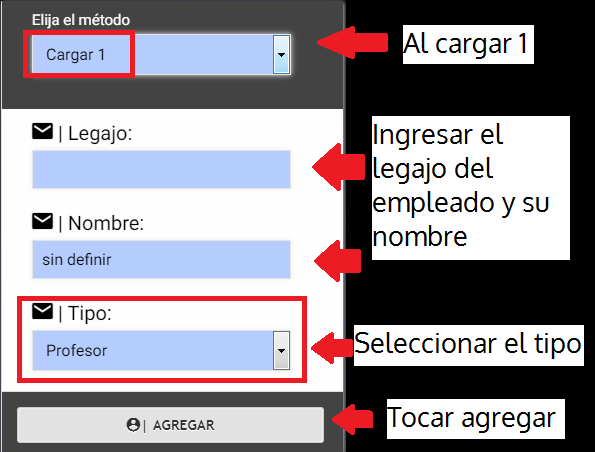 Elija el método
Cargar 1
Al cargar 1
| Legajo:
Ingresar el
legajo del
empleado y su
nombre
| Nombre:
sin definir
| Tipo:
Profesor
Seleccionar el tipo
| AGREGAR
Tocar agregar